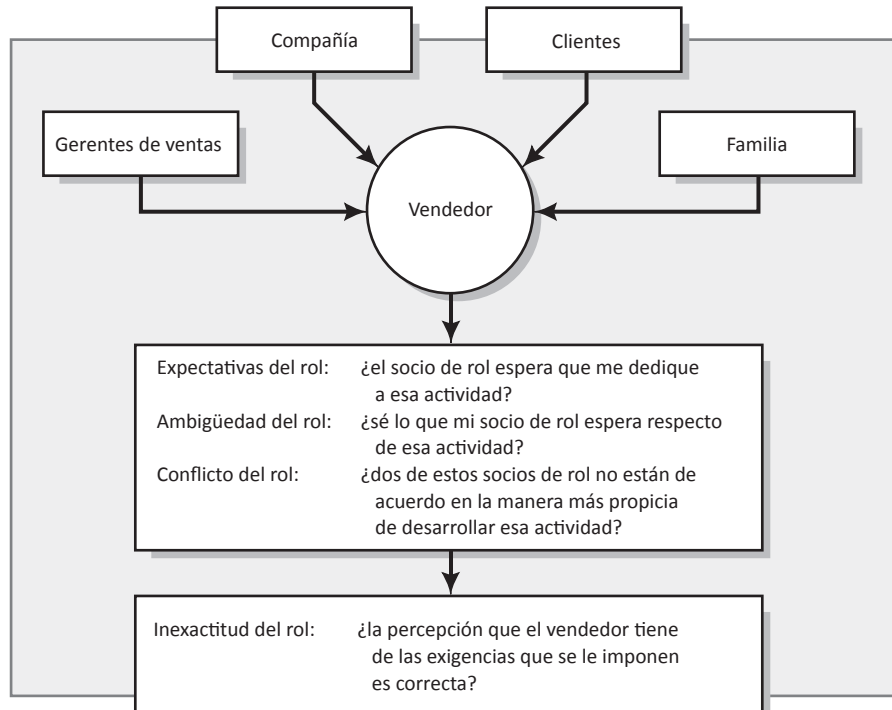 Compañía
Clientes
Gerentes de ventas
Familia
Vendedor
Expectativas del rol: ¿el socio de rol espera que me dedique
a esa actividad?
Ambigüedad del rol: ¿sé lo que mi socio de rol espera respecto
de esa actividad?
Conflicto del rol: ¿dos de estos socios de rol no están de
acuerdo en la manera más propicia
de desarrollar esa actividad?
Inexactitud del rol: ¿la percepción que el vendedor tiene
de las exigencias que se le imponen
es correcta?